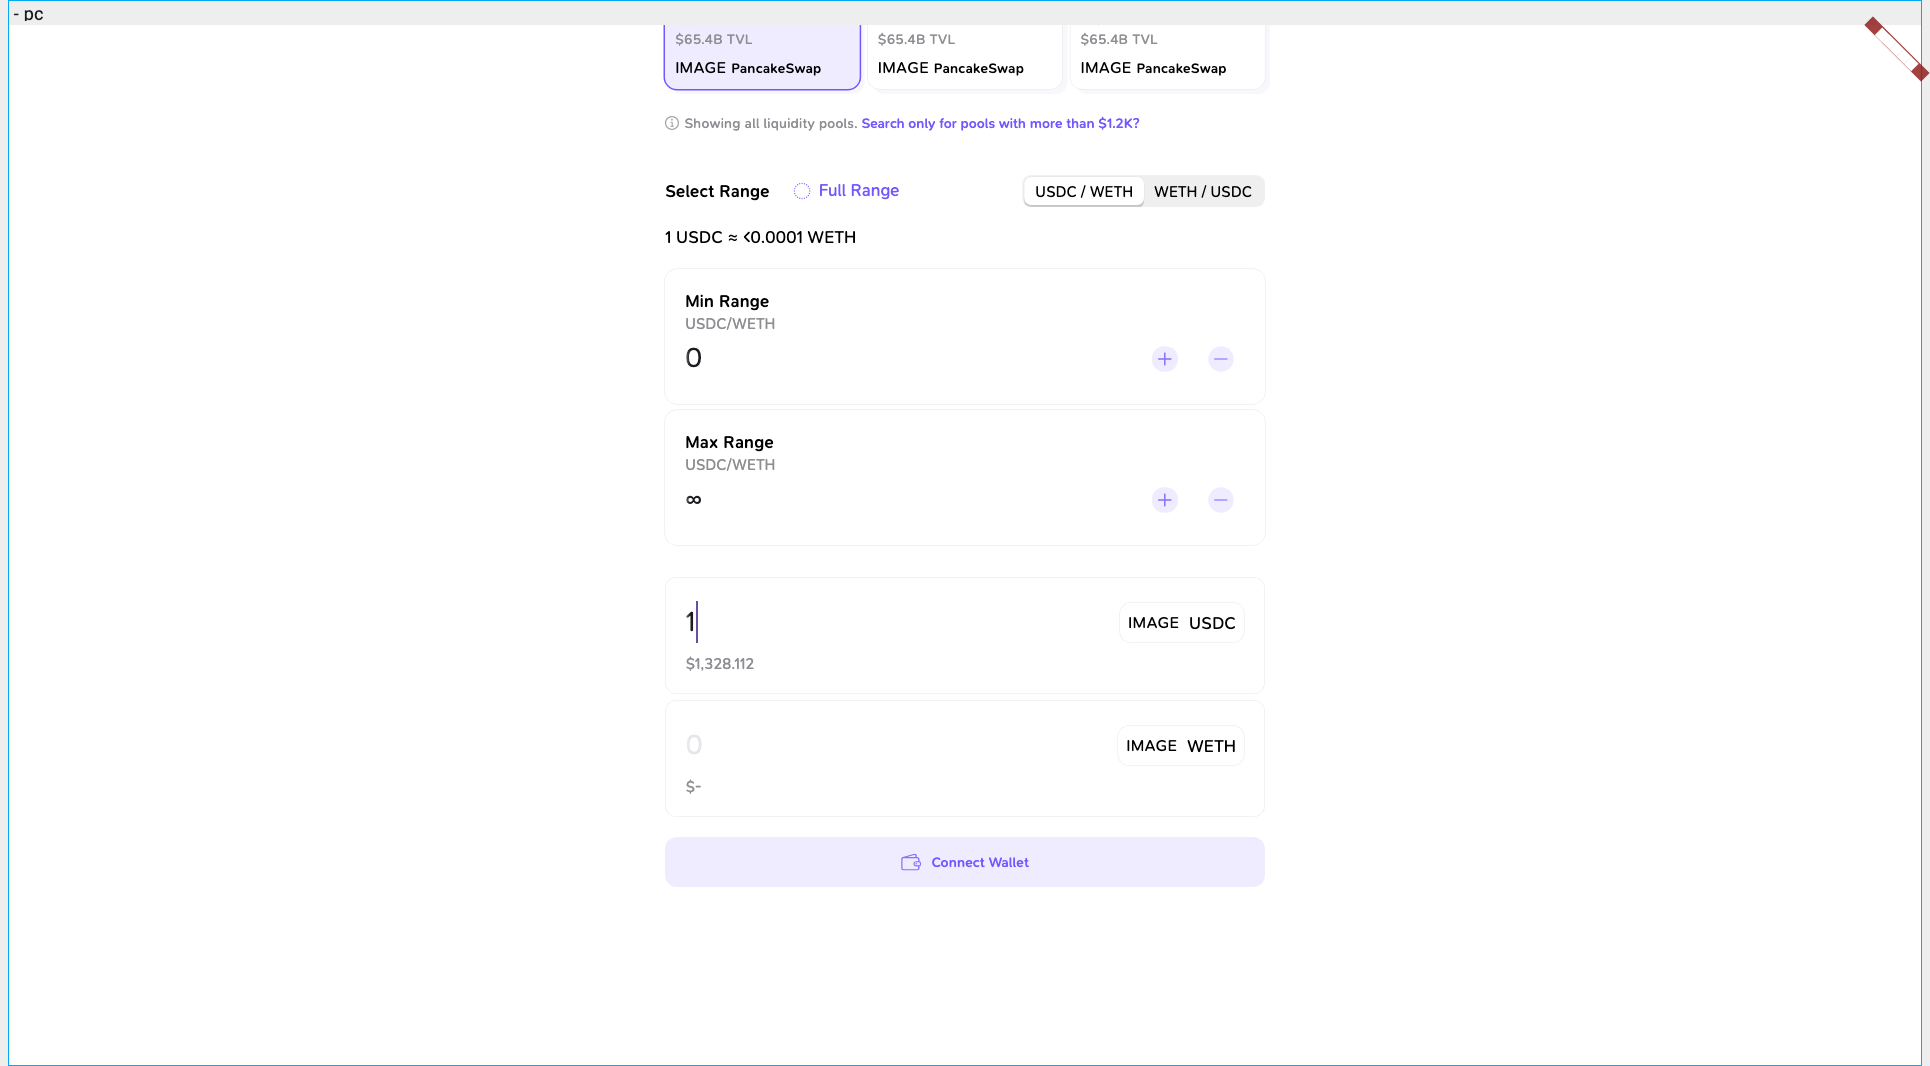 - pc
$65.4B TVL $65.4B TVL $65.4B TVL
IMAGE PancakeSwap IMAGE PancakeSwap IMAGE PancakeSwap
Showing all liquidity pools. Search only for pools with more than $1.2K?
Select Range Full Range USDC / WETH WETH / USDC
1 USDC ≈ <0.0001 WETH
Min Range
USDC/WETH
0
Max Range
USDC/WETH
∞
1 IMAGE USDC
$1,328.112
0 IMAGE WETH
$-
Connect Wallet